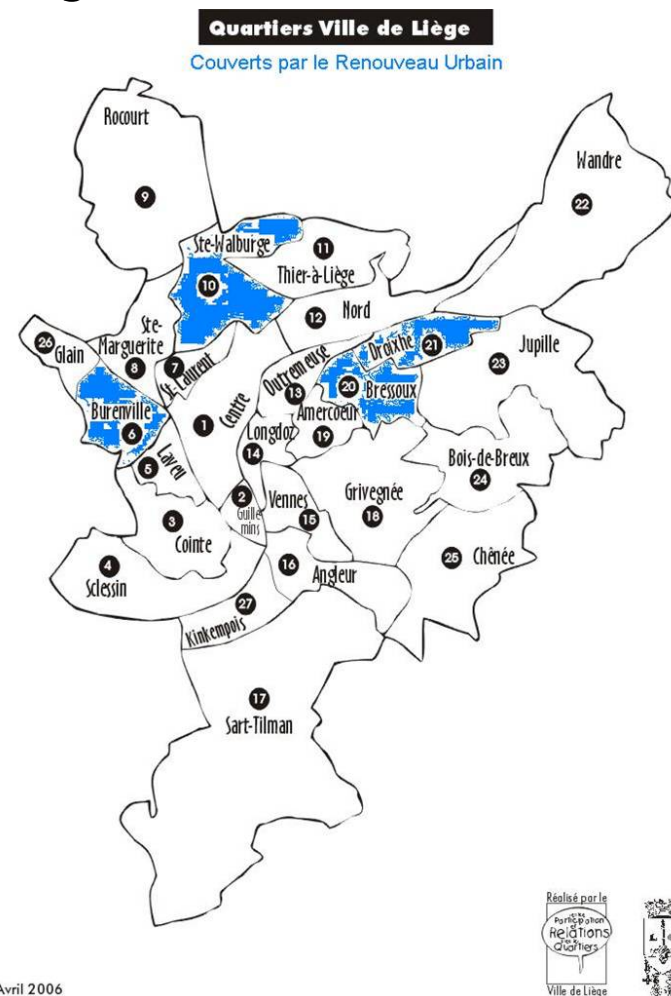 Quartiers Ville de Liège
Couverts par le Renouveau Urbain
Rocourt
9
Wandre
22
Ste-Walburge
10
11
Thier-à-Liège
12
Nord
26
Glain
Ste-
Marguerite
8
7
St-Laurent
Droixhe
21
Jupille
23
Outremeuse
13
20
Bressoux
Burenville
6
1
Centre
Amercoeur
19
Longdoz
14
5
Laveu
Bois-de-Breux
24
2
Guille
mins
Vennes
15
Grivegnée
18
3
Cointe
4
Sclessin
16
Angleur
25
Chênée
27
Kinkempois
17
Sart-Tilman
Avril 2006
Réalisé par le
Participation
Relations
Quartiers
Ville de Liège